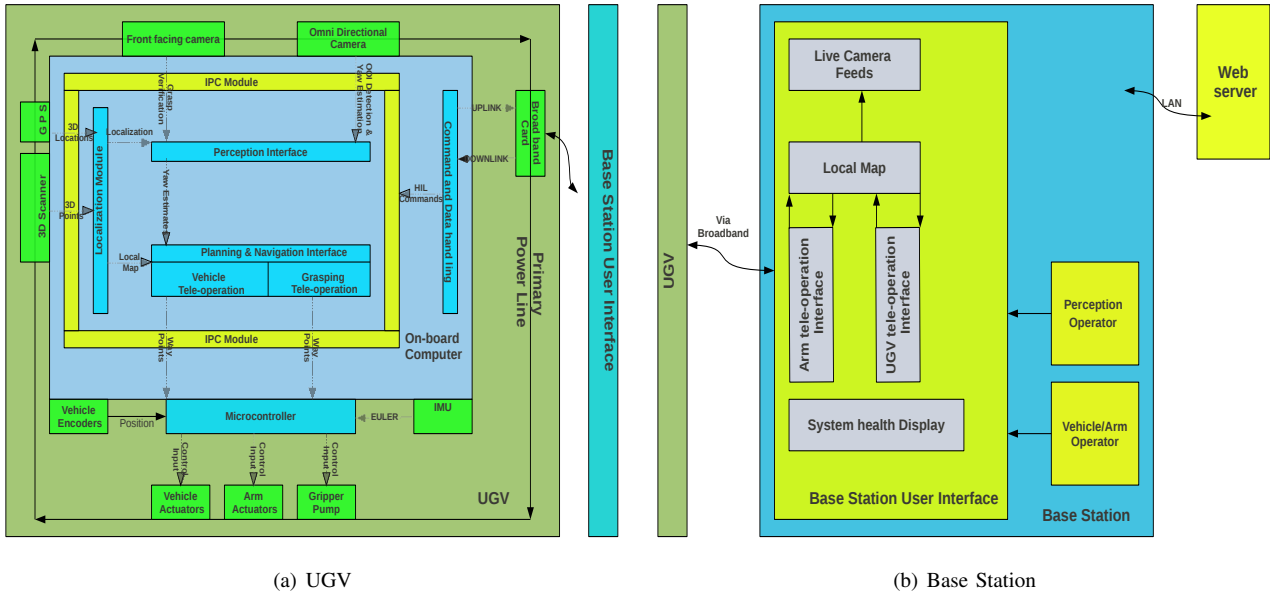 Front facing camera
Omni Directional
Camera
IPC Module
Grasp
Verification
OOI Detection &
Yaw Estimation
G P S
3D
Locations
Localization
Localization Module
Perception Interface
3D Scanner
3D
Points
Yaw Estimate
HIL
Commands
Command and Data hand ling
UPLINK
DOWNLINK
Broad band
Card
Local
Map
Planning & Navigation Interface
Vehicle
Tele-operation
Grasping
Tele-operation
IPC Module
On-board
Computer
Primary
Power Line
Way
Points
Way
Points
Vehicle
Encoders
Position
Microcontroller
EULER
IMU
Control
Input
Control
Input
Control
Input
Vehicle
Actuators
Arm
Actuators
Gripper
Pump
UGV
Base Station User Interface
(a) UGV
UGV
Via
Broadband
Live Camera
Feeds
Local Map
Arm tele-operation
Interface
UGV tele-operation
Interface
System health Display
Base Station User Interface
Perception
Operator
Vehicle/Arm
Operator
Base Station
LAN
Web
server
(b) Base Station